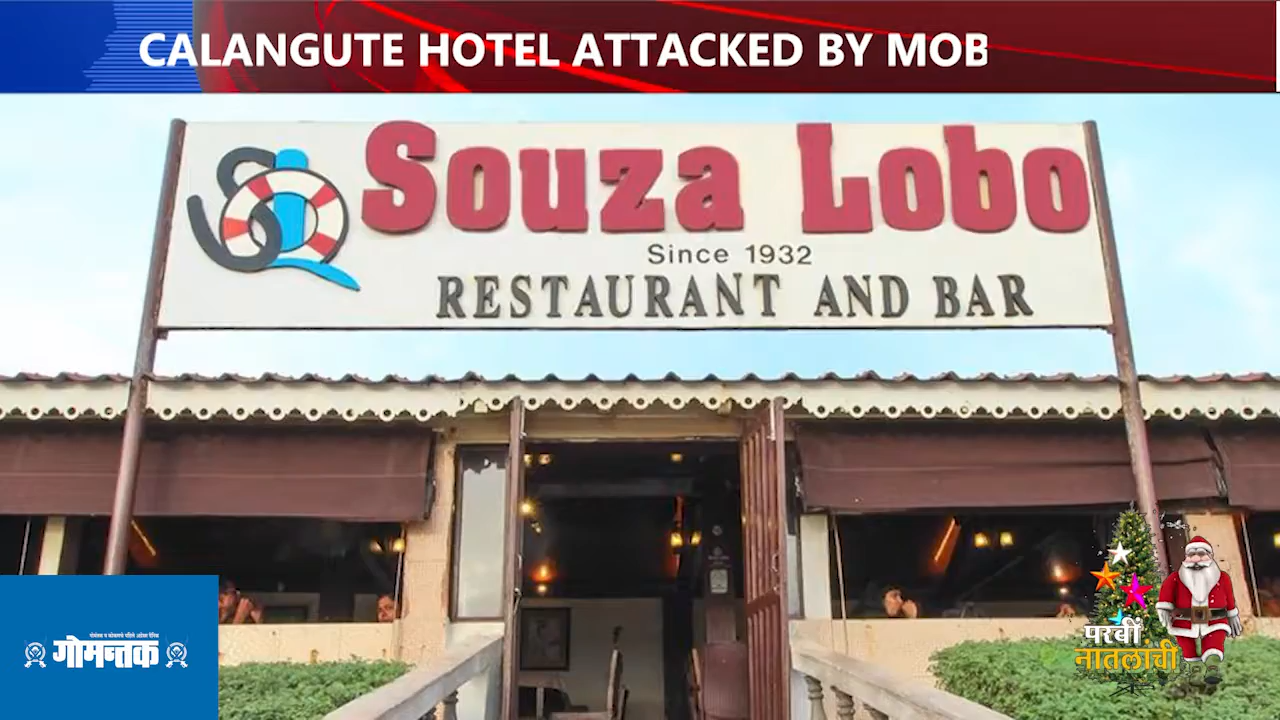 CALANGUTE HOTEL ATTACKED BY MOB
Souza Lobo
Since 1932
RESTAURANT AND BAR
गोमन्तक
परबीं
नातलांची